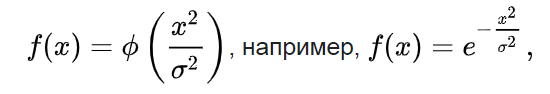 f(x) = ϕ(x²/σ²), например, f(x) = e^(−x²/σ²),